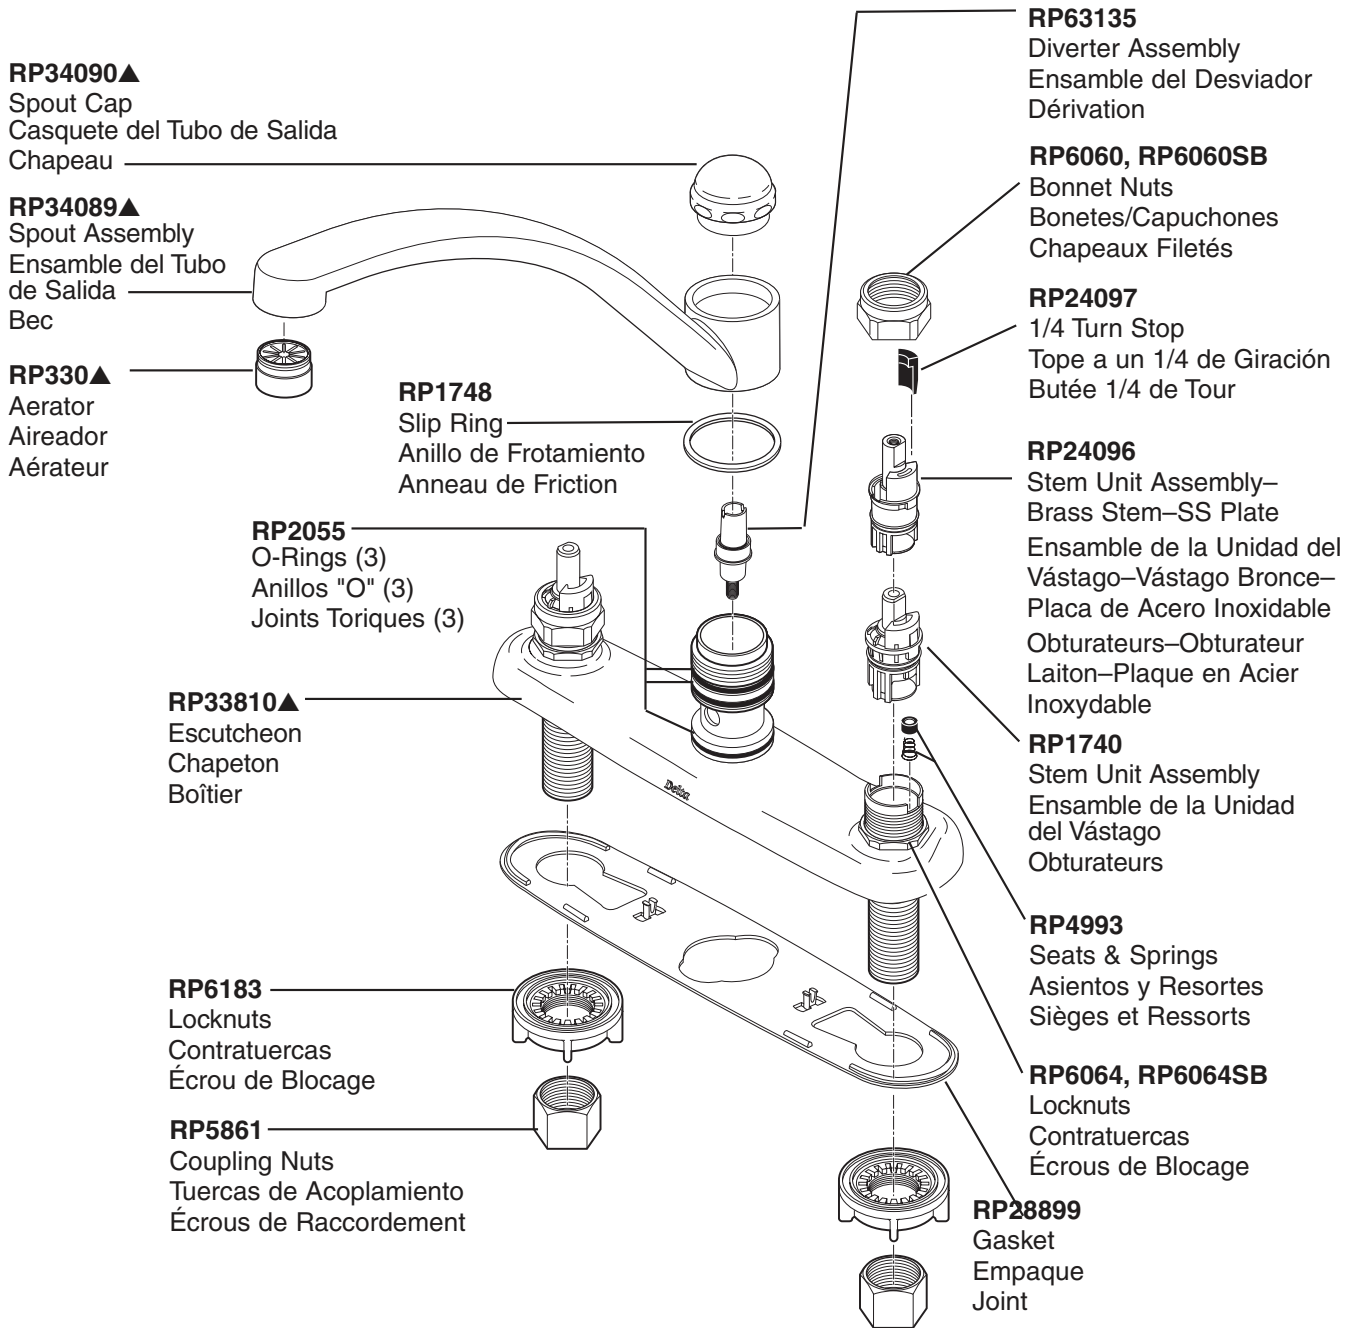 RP34090▲
Spout Cap
Casquete del Tubo de Salida
Chapeau
RP34089▲
Spout Assembly
Ensamble del Tubo
de Salida
Bec
RP330▲
Aerator
Aireador
Aérateur
RP1748
Slip Ring
Anillo de Frotamiento
Anneau de Friction
RP2055
O-Rings (3)
Anillos "O" (3)
Joints Toriques (3)
RP33810▲
Escutcheon
Chapeton
Boîtier
Delta
RP6183
Locknuts
Contratuercas
Écrou de Blocage
RP5861
Coupling Nuts
Tuercas de Acoplamiento
Écrous de Raccordement
RP63135
Diverter Assembly
Ensamble del Desviador
Dérivation
RP6060, RP6060SB
Bonnet Nuts
Bonetes/Capuchones
Chapeaux Filetés
RP24097
1/4 Turn Stop
Tope a un 1/4 de Giración
Butée 1/4 de Tour
RP24096
Stem Unit Assembly–
Brass Stem–SS Plate
Ensamble de la Unidad del
Vástago–Vástago Bronce–
Placa de Acero Inoxidable
Obturateurs–Obturateur
Laiton–Plaque en Acier
Inoxydable
RP1740
Stem Unit Assembly
Ensamble de la Unidad
del Vástago
Obturateurs
RP4993
Seats & Springs
Asientos y Resortes
Sièges et Ressorts
RP6064, RP6064SB
Locknuts
Contratuercas
Écrous de Blocage
RP28899
Gasket
Empaque
Joint